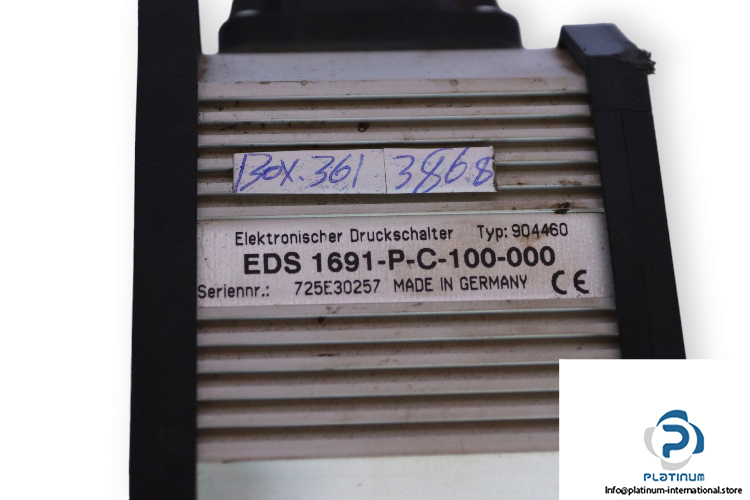 Box.361 3868
Elektronischer Druckschalter Typ: 904460
EDS 1691-P-C-100-000
Seriennr.: 725E30257 MADE IN GERMANY CE
PLATINUM
Info@platinum-international.store